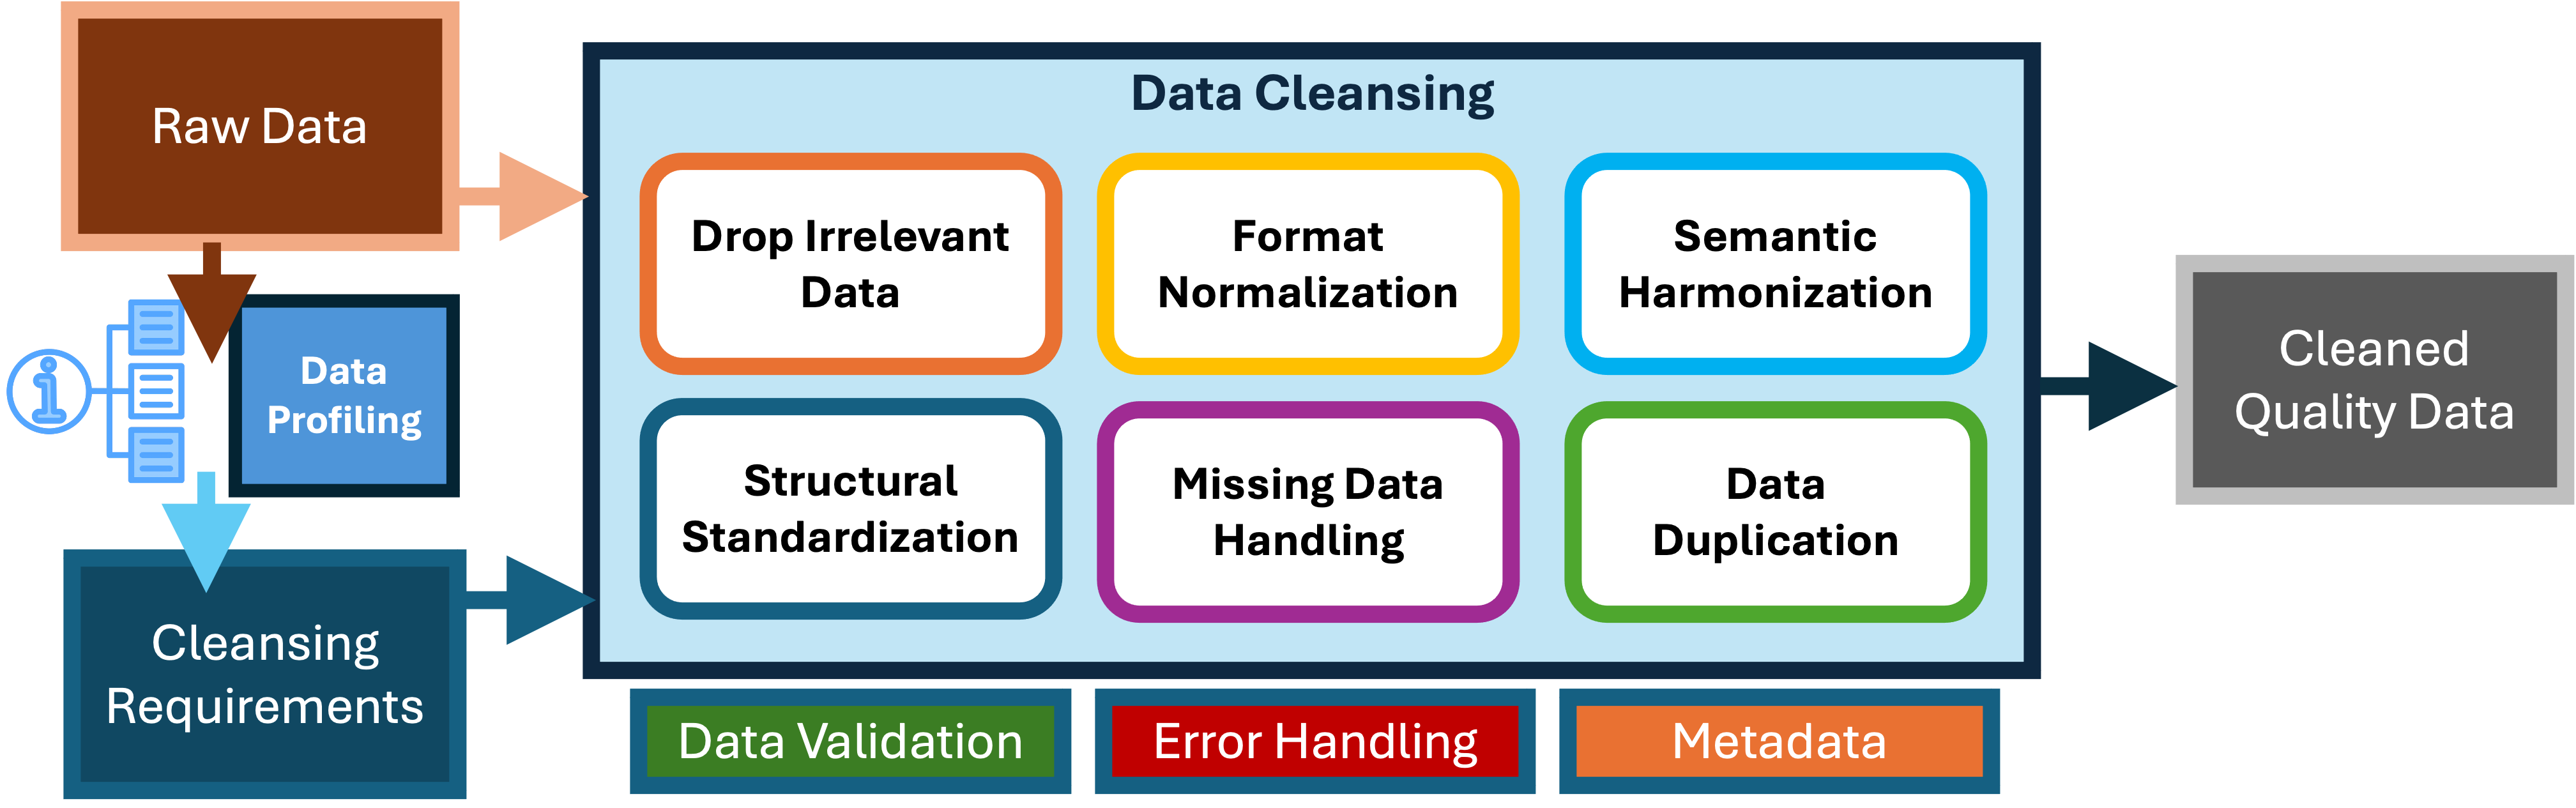 Raw Data
Data
Profiling
Cleansing
Requirements
Data Cleansing
Drop Irrelevant
Data
Format
Normalization
Semantic
Harmonization
Structural
Standardization
Missing Data
Handling
Data
Duplication
Data Validation
Error Handling
Metadata
Cleaned
Quality Data